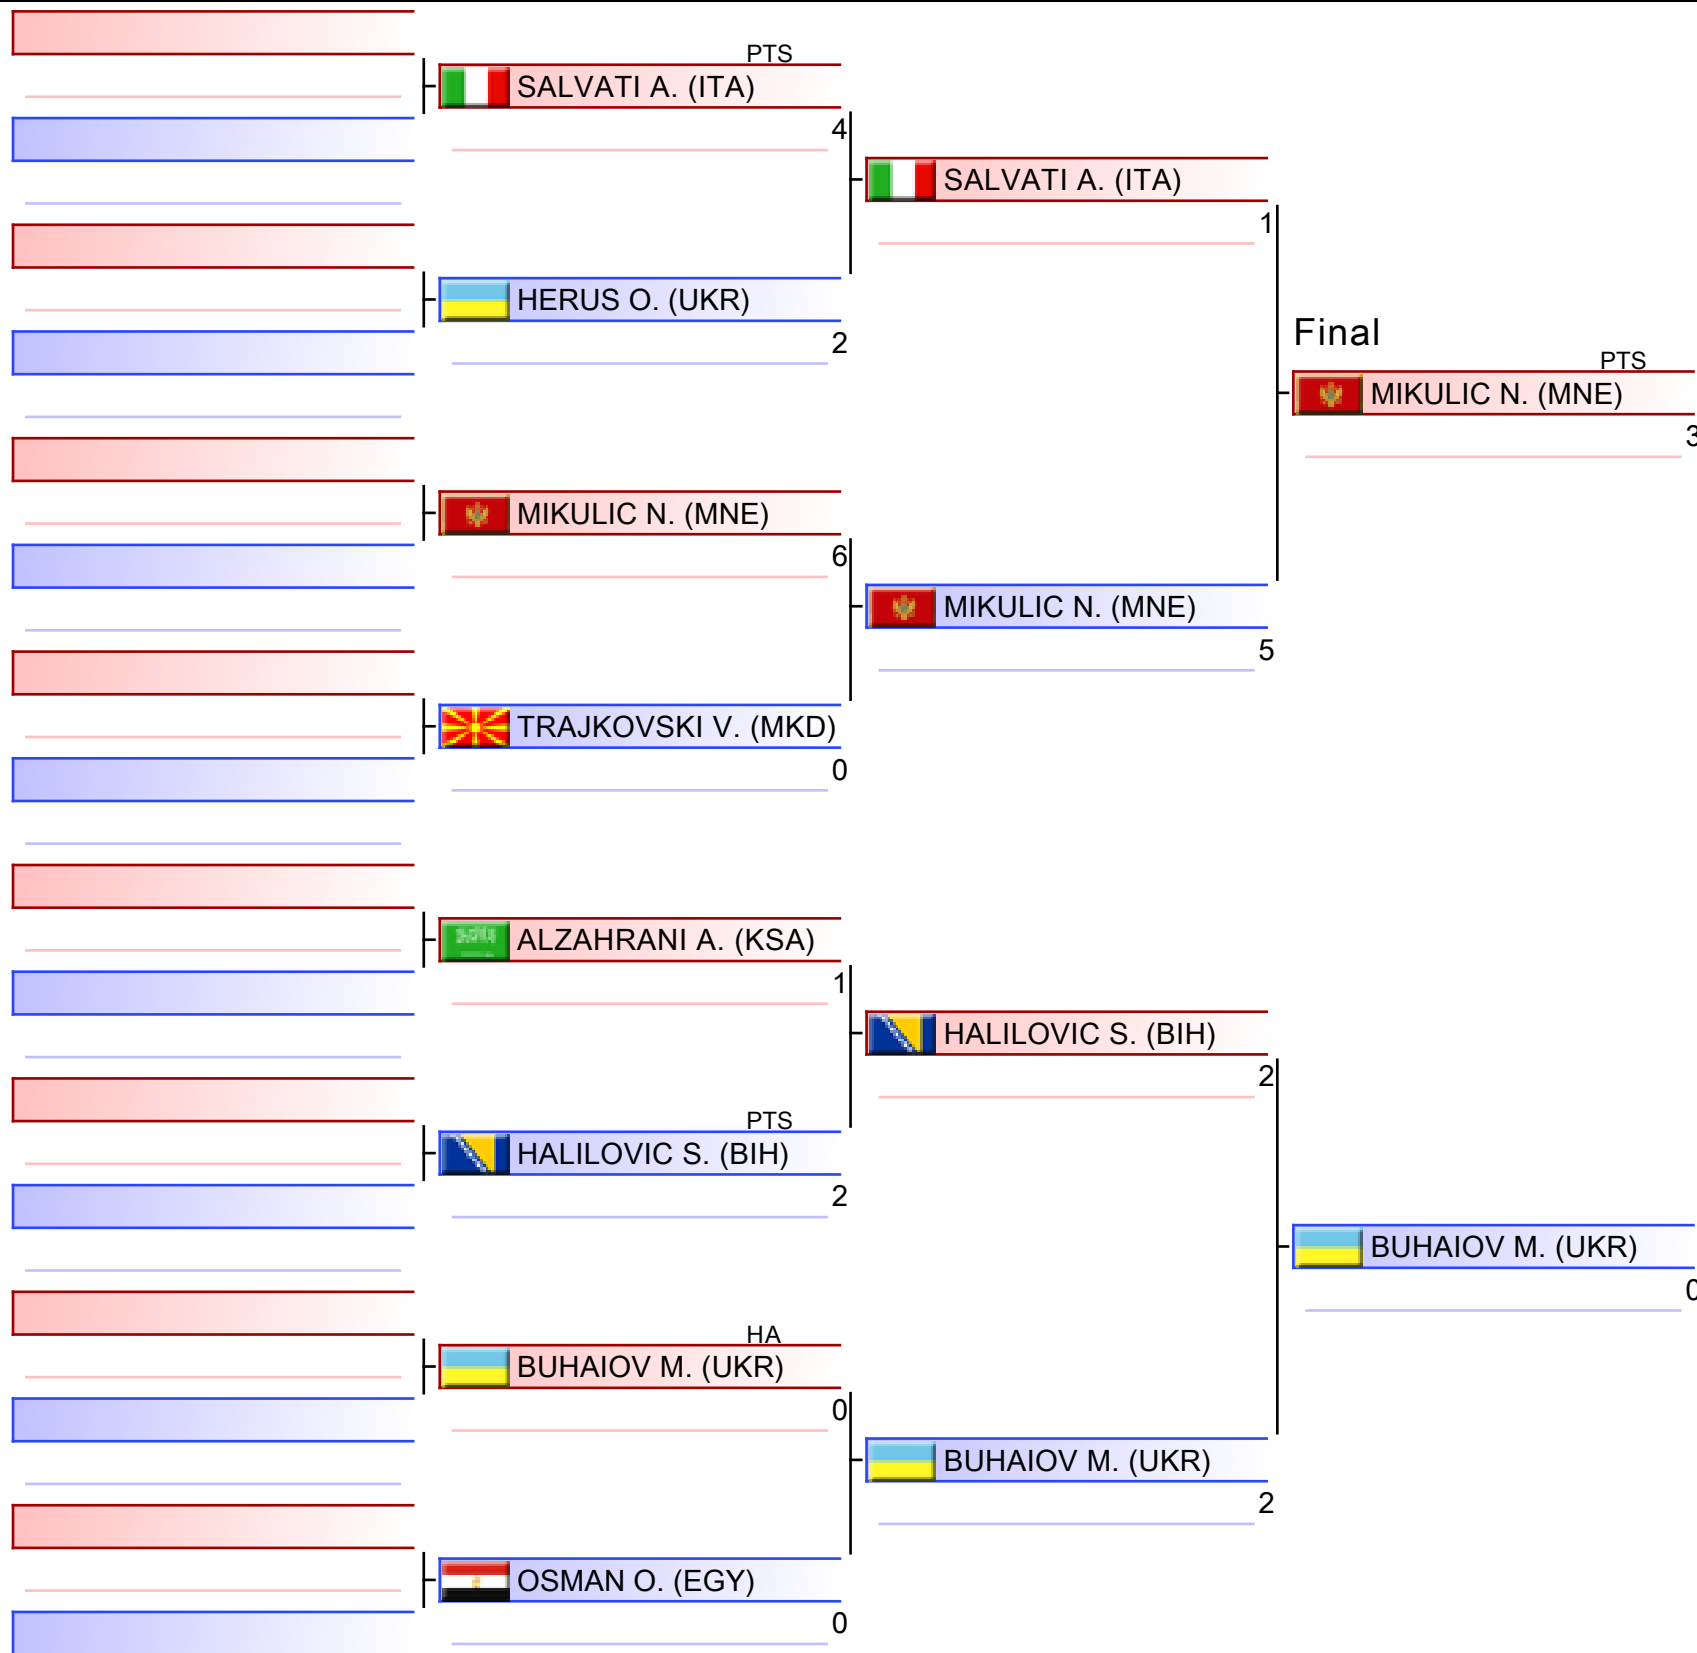 PTS
SALVATI A. (ITA)
4
HERUS O. (UKR)
2
MIKULIC N. (MNE)
6
TRAJKOVSKI V. (MKD)
0
ALZAHRANI A. (KSA)
1
PTS
HALILOVIC S. (BIH)
2
HA
BUHAIOV M. (UKR)
0
OSMAN O. (EGY)
0
SALVATI A. (ITA)
1
MIKULIC N. (MNE)
5
HALILOVIC S. (BIH)
2
BUHAIOV M. (UKR)
2
Final
PTS
MIKULIC N. (MNE)
3
BUHAIOV M. (UKR)
0